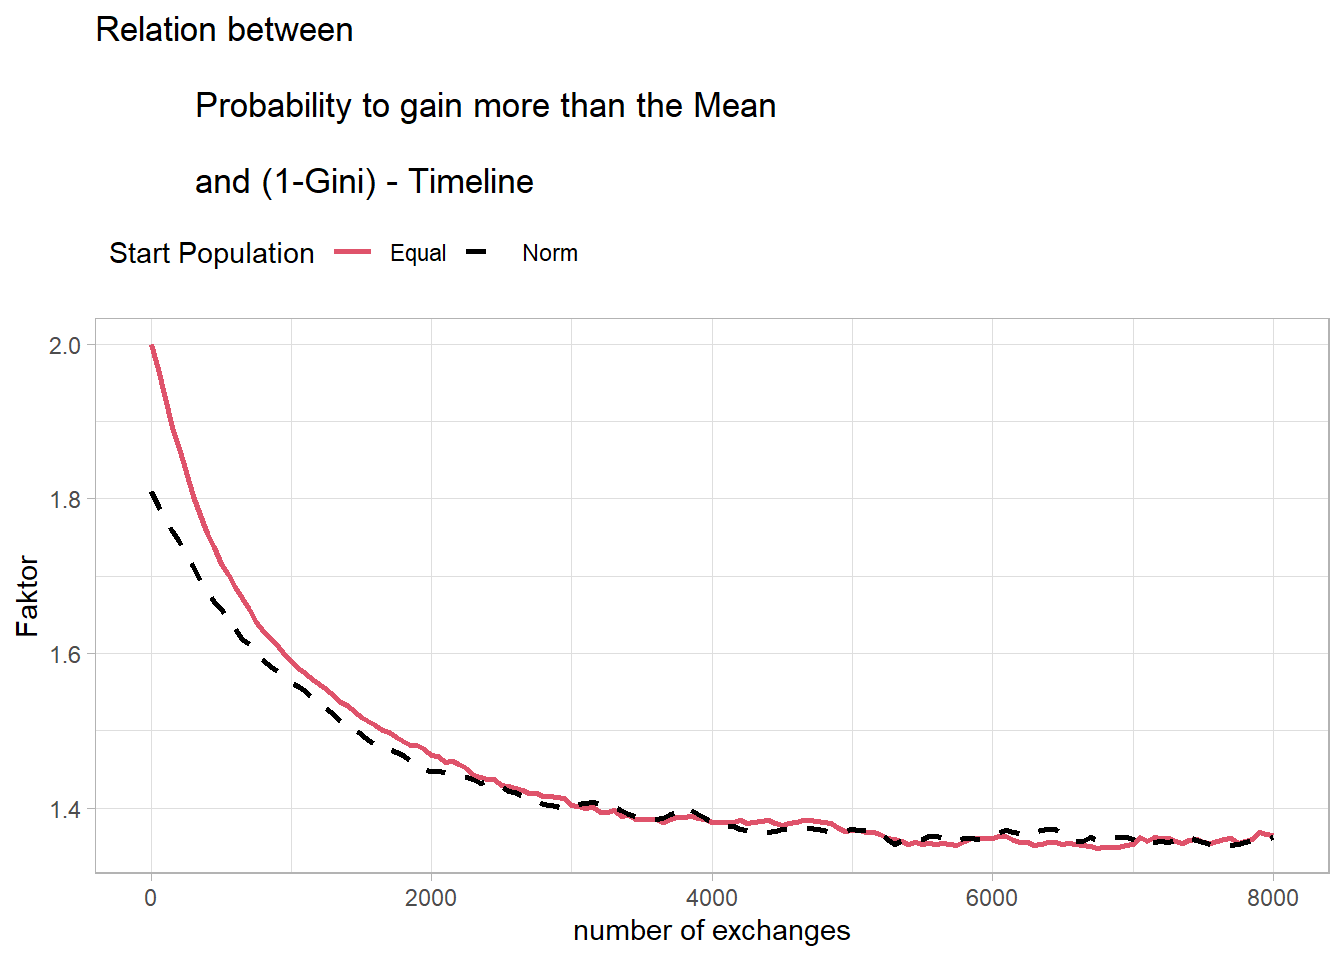 Relation between
Probability to gain more than the Mean
and (1-Gini) - Timeline
Start Population Equal Norm
2.0
1.8
1.6
1.4
Faktor
0 2000 4000 6000 8000
number of exchanges